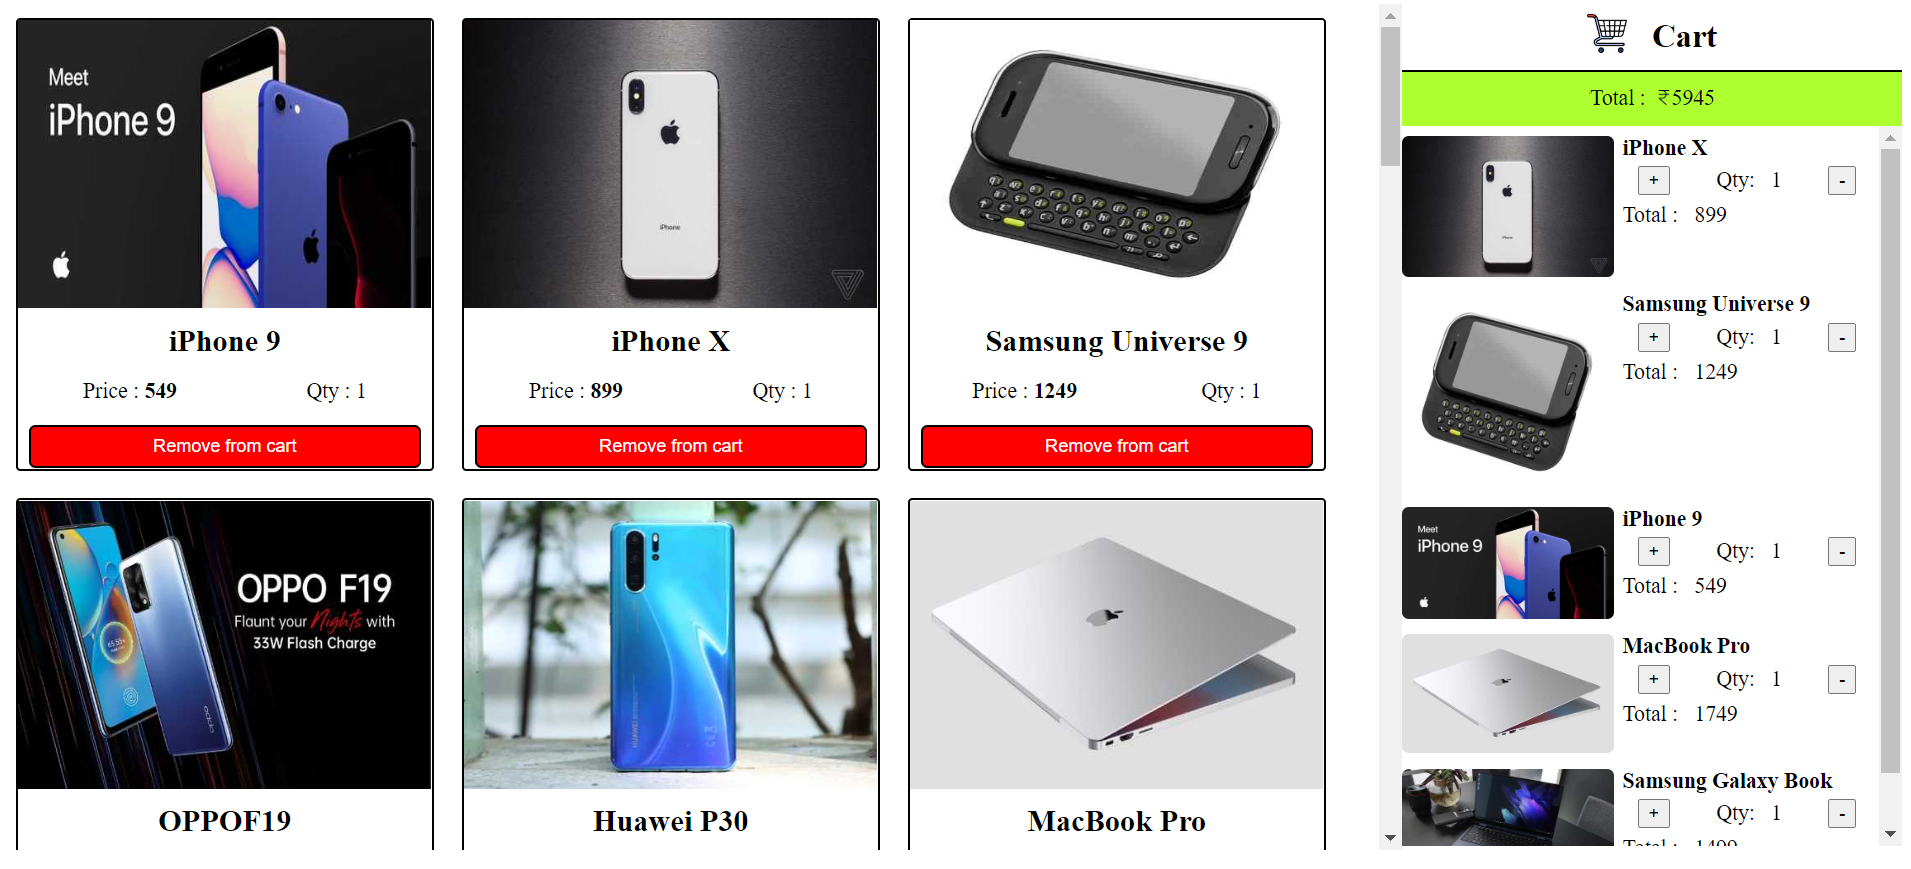 Meet
iPhone 9
iPhone 9
Price : 549 Qty : 1
Remove from cart
iPhone
iPhone X
Price : 899 Qty : 1
Remove from cart
Samsung Universe 9
Price : 1249 Qty : 1
Remove from cart
OPPO F19
Flaunt your Nights with
33W Flash Charge
OPPOF19
HUAWEI
Huawei P30
MacBook Pro
Cart
Total : ₹5945
iPhone X
+ Qty: 1 -
Total : 899
Samsung Universe 9
+ Qty: 1 -
Total : 1249
Meet
iPhone 9
iPhone 9
+ Qty: 1 -
Total : 549
MacBook Pro
+ Qty: 1 -
Total : 1749
Samsung Galaxy Book
+ Qty: 1 -
Total : 1499